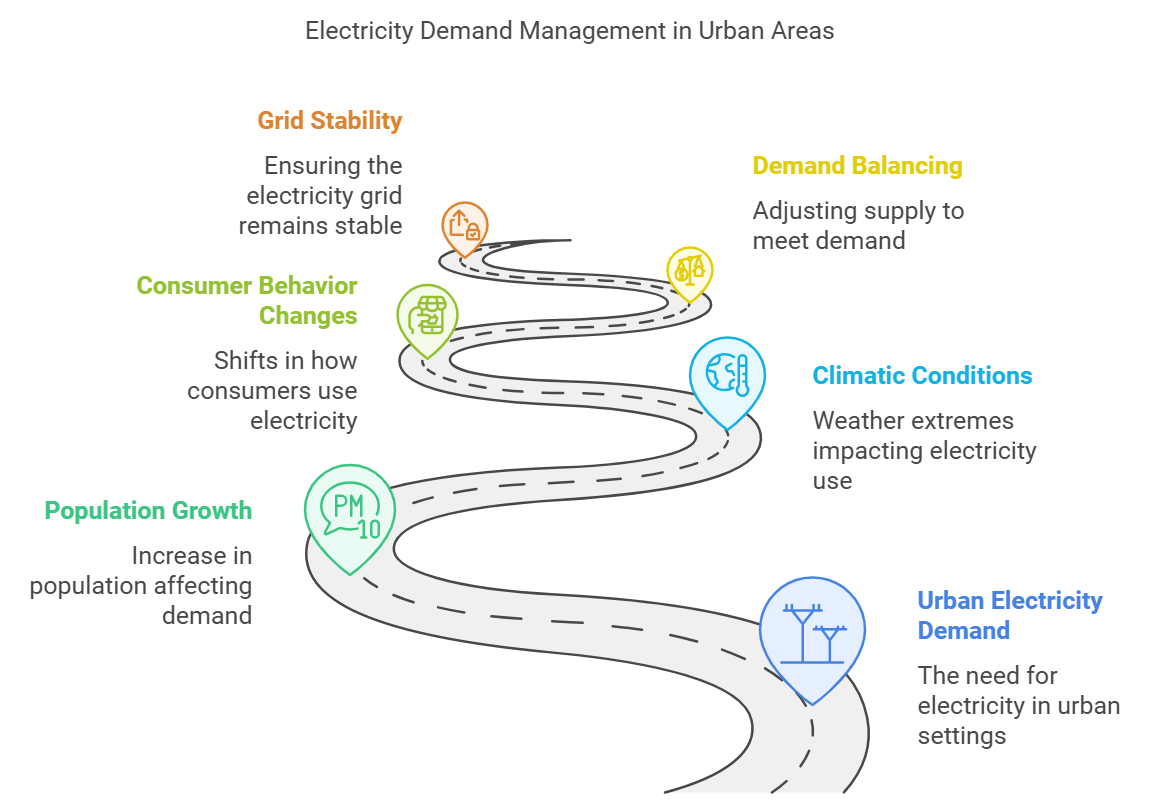 Electricity Demand Management in Urban Areas
Grid Stability
Ensuring the
electricity grid
remains stable
Demand Balancing
Adjusting supply to
meet demand
Consumer Behavior
Changes
Shifts in how
consumers use
electricity
Climatic Conditions
Weather extremes
impacting electricity
use
Population Growth
Increase in
population affecting
demand
PM
10
Urban Electricity
Demand
The need for
electricity in urban
settings